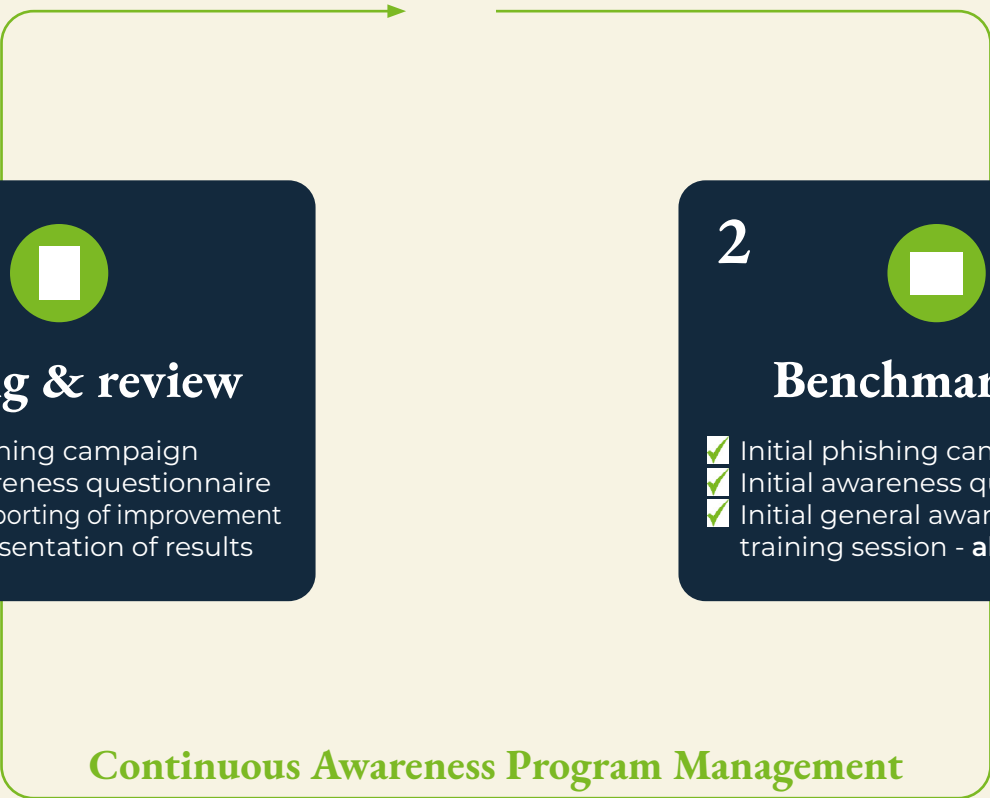 g & review
ning campaign
reness questionnaire
porting of improvement
sentation of results
2
Benchmar
Initial phishing can
Initial awareness q
Initial general awar
training session - a
Continuous Awareness Program Management